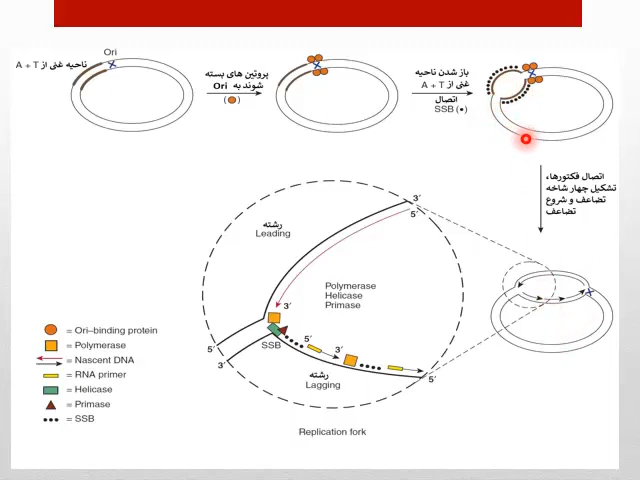 Ori
ناحیه غنی از A + T
پروتئین های بسته
شوند به Ori
(●)
باز شدن ناحیه
غنی از A + T
اتصال
SSB (•)
اتصال فکتورها،
تشکیل چهار شاخه
تضاعف و شروع
تضاعف
3′
5′
رشته
Leading
Polymerase
Helicase
Primase
3′
5′
3′
SSB
5′
3′
رشته
Lagging
5′
= Ori–binding protein
= Polymerase
= Nascent DNA
= RNA primer
= Helicase
= Primase
= SSB
Replication fork